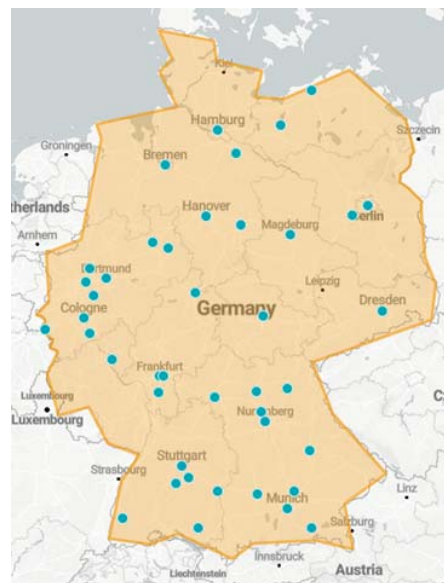 Kiel
Hamburg
Szczecin
Groningen
Bremen
therlands
Hanover
Berlin
Arnhem
Magdeburg
Dortmund
Leipzig
Cologne
Germany
Dresden
Frankfurt
Luxembourg
Luxembourg
Nuremberg
Stuttgart
Strasbourg
Linz
Munich
Salzburg
Innsbruck
Liechtenstein
Austria